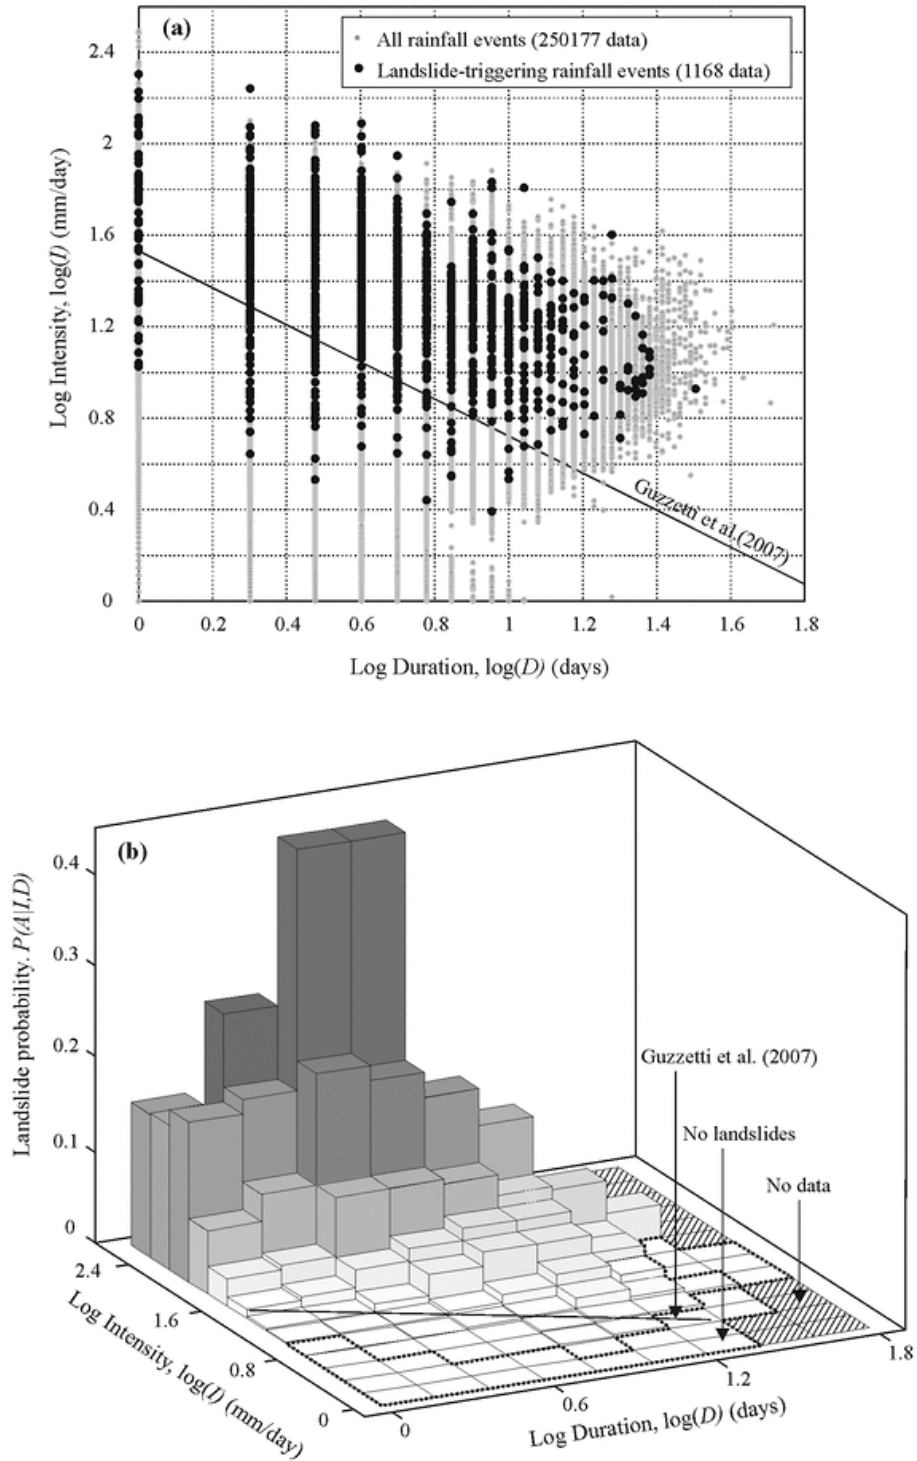 (a)
All rainfall events (250177 data)
Landslide-triggering rainfall events (1168 data)
2.4
2
1.6
1.2
0.8
0.4
0
Log Intensity, log(I) (mm/day)
Guzzetti et al.(2007)
0 0.2 0.4 0.6 0.8 1 1.2 1.4 1.6 1.8
Log Duration, log(D) (days)
(b)
0.4
0.3
0.2
0.1
0
Landslide probability. P(A|I,D)
Guzzetti et al. (2007)
No landslides
No data
2.4
1.6
0.8
0
Log Intensity, log(I) (mm/day)
0 0.6 1.2 1.8
Log Duration, log(D) (days)